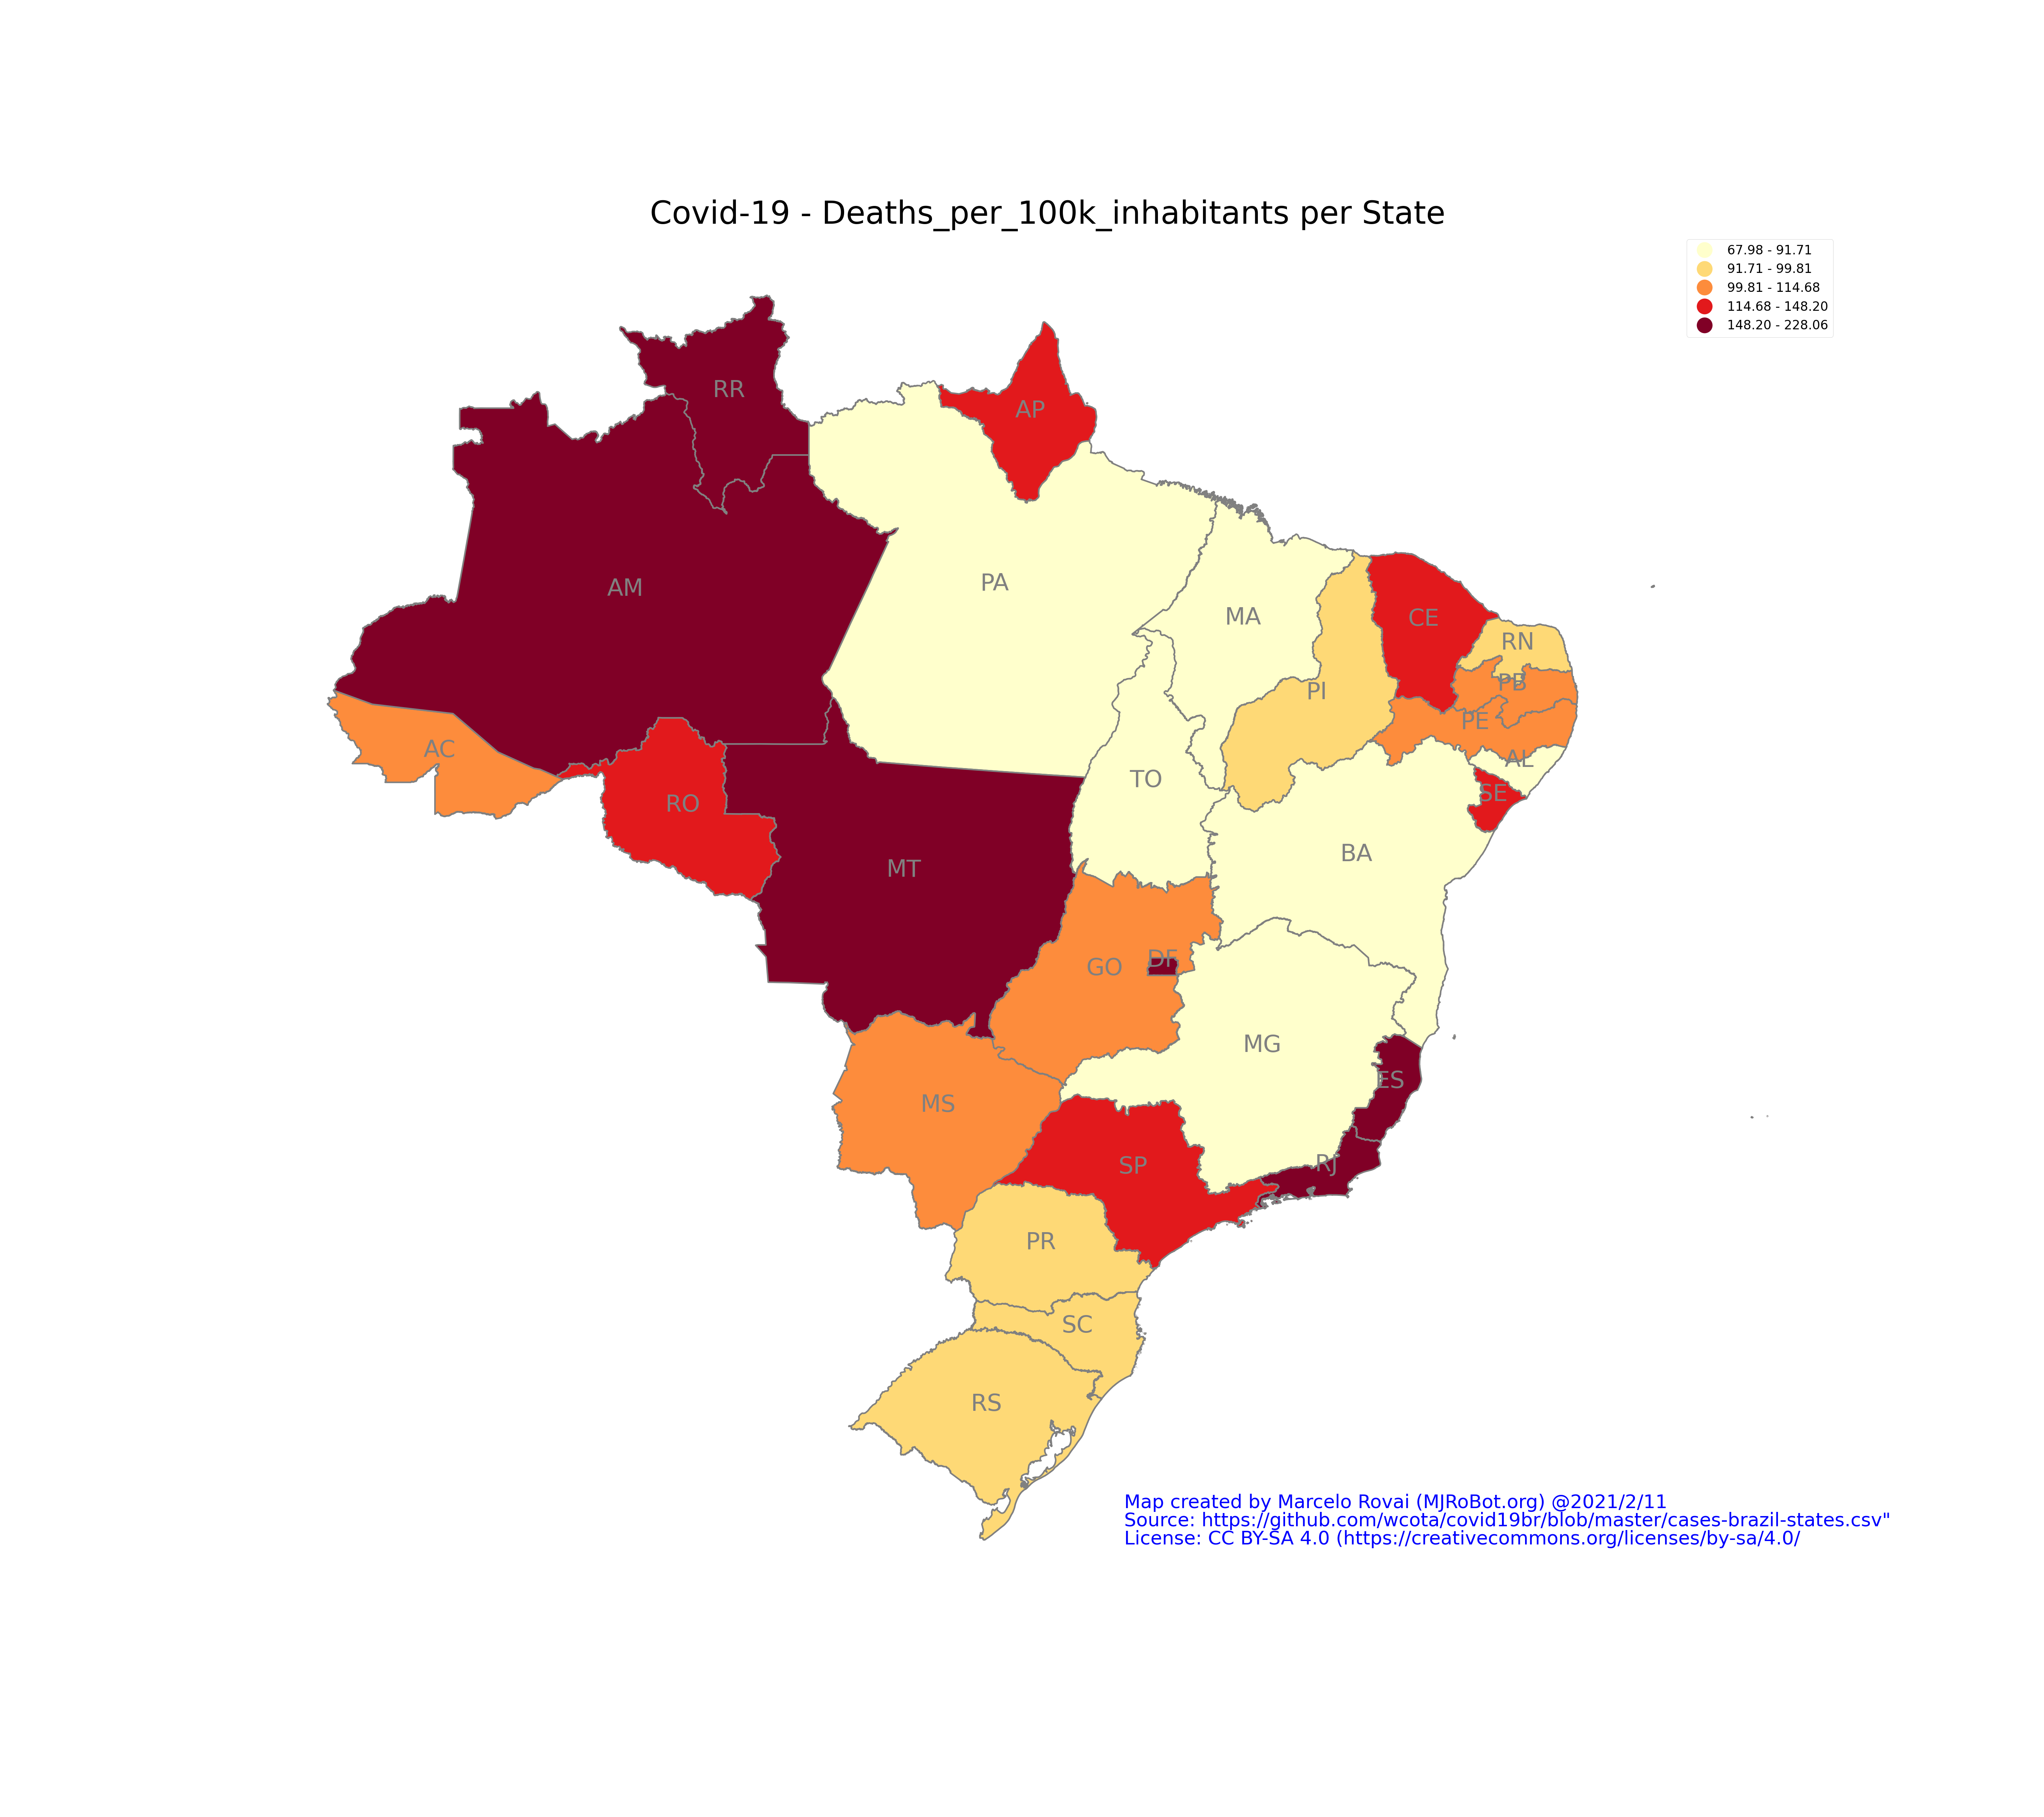 Covid-19 - Deaths_per_100k_inhabitants per State
67.98 - 91.71
91.71 - 99.81
99.81 - 114.68
114.68 - 148.20
148.20 - 228.06
RR
AP
AM
PA
MA
CE
RN
PI
PB
PE
AC
AL
TO
SE
RO
BA
MT
DF
GO
MG
ES
MS
RJ
SP
PR
SC
RS
Map created by Marcelo Rovai (MJRoBot.org) @2021/2/11
Source: https://github.com/wcota/covid19br/blob/master/cases-brazil-states.csv"
License: CC BY-SA 4.0 (https://creativecommons.org/licenses/by-sa/4.0/